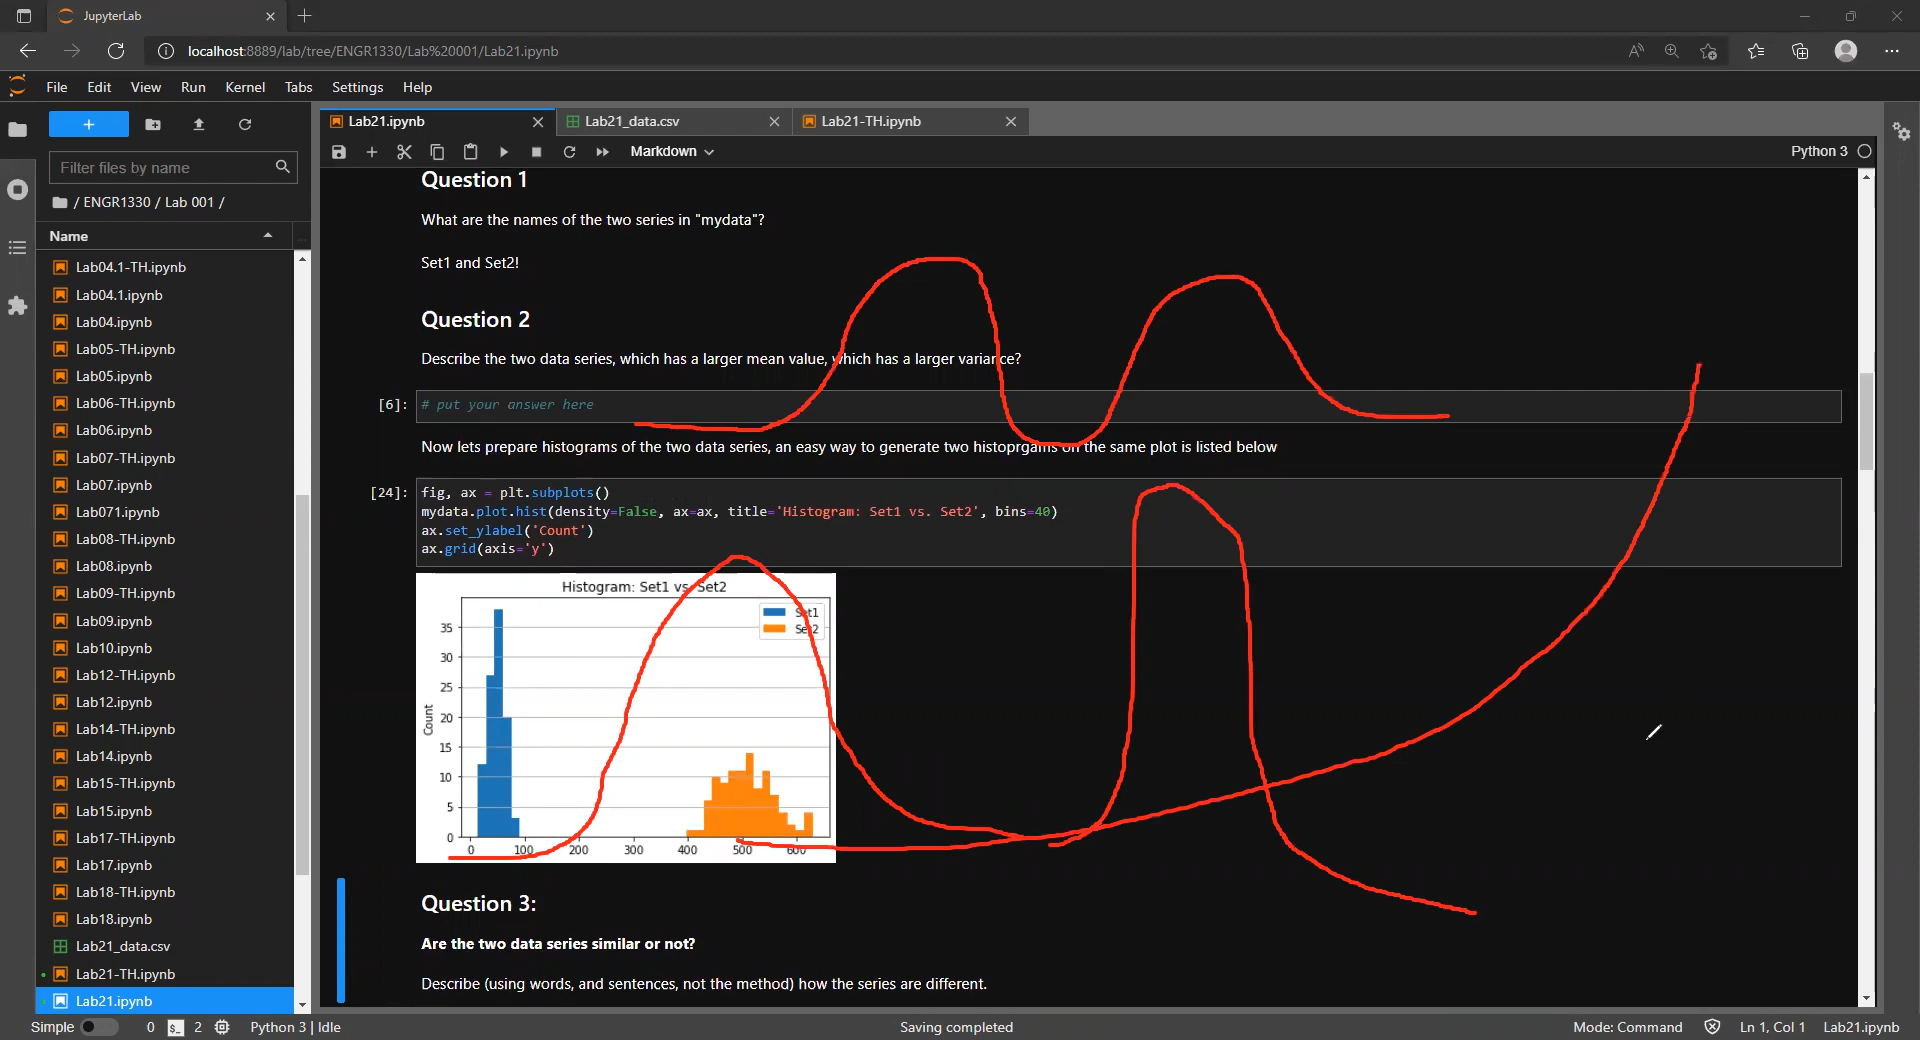 JupyterLab
localhost:8889/lab/tree/ENGR1330/Lab%20001/Lab21.ipynb
File Edit View Run Kernel Tabs Settings Help
Lab21.ipynb Lab21_data.csv Lab21-TH.ipynb
Markdown Python 3
Filter files by name
/ ENGR1330 / Lab 001 /
Name
Lab04.1-TH.ipynb
Lab04.1.ipynb
Lab04.ipynb
Lab05-TH.ipynb
Lab05.ipynb
Lab06-TH.ipynb
Lab06.ipynb
Lab07-TH.ipynb
Lab07.ipynb
Lab071.ipynb
Lab08-TH.ipynb
Lab08.ipynb
Lab09-TH.ipynb
Lab09.ipynb
Lab10.ipynb
Lab12-TH.ipynb
Lab12.ipynb
Lab14-TH.ipynb
Lab14.ipynb
Lab15-TH.ipynb
Lab15.ipynb
Lab17-TH.ipynb
Lab17.ipynb
Lab18-TH.ipynb
Lab18.ipynb
Lab21_data.csv
Lab21-TH.ipynb
Lab21.ipynb
Question 1
What are the names of the two series in "mydata"?
Set1 and Set2!
Question 2
Describe the two data series, which has a larger mean value, which has a larger variance?
[6]: # put your answer here
Now lets prepare histograms of the two data series, an easy way to generate two histoprgams on the same plot is listed below
[24]: fig, ax = plt.subplots()
mydata.plot.hist(density=False, ax=ax, title='Histogram: Set1 vs. Set2', bins=40)
ax.set_ylabel('Count')
ax.grid(axis='y')
Histogram: Set1 vs. Set2
Set1
Set2
35
30
25
20
15
10
5
0
Count
0 100 200 300 400 500 600
Question 3:
Are the two data series similar or not?
Describe (using words, and sentences, not the method) how the series are different.
Simple 0 2 Python 3 | Idle Saving completed Mode: Command Ln 1, Col 1 Lab21.ipynb